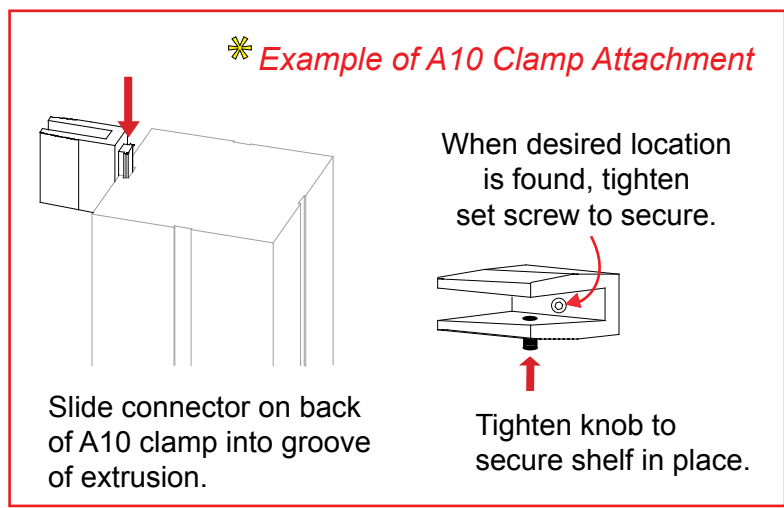 * Example of A10 Clamp Attachment
When desired location
is found, tighten
set screw to secure.
Slide connector on back
of A10 clamp into groove
of extrusion.
Tighten knob to
secure shelf in place.